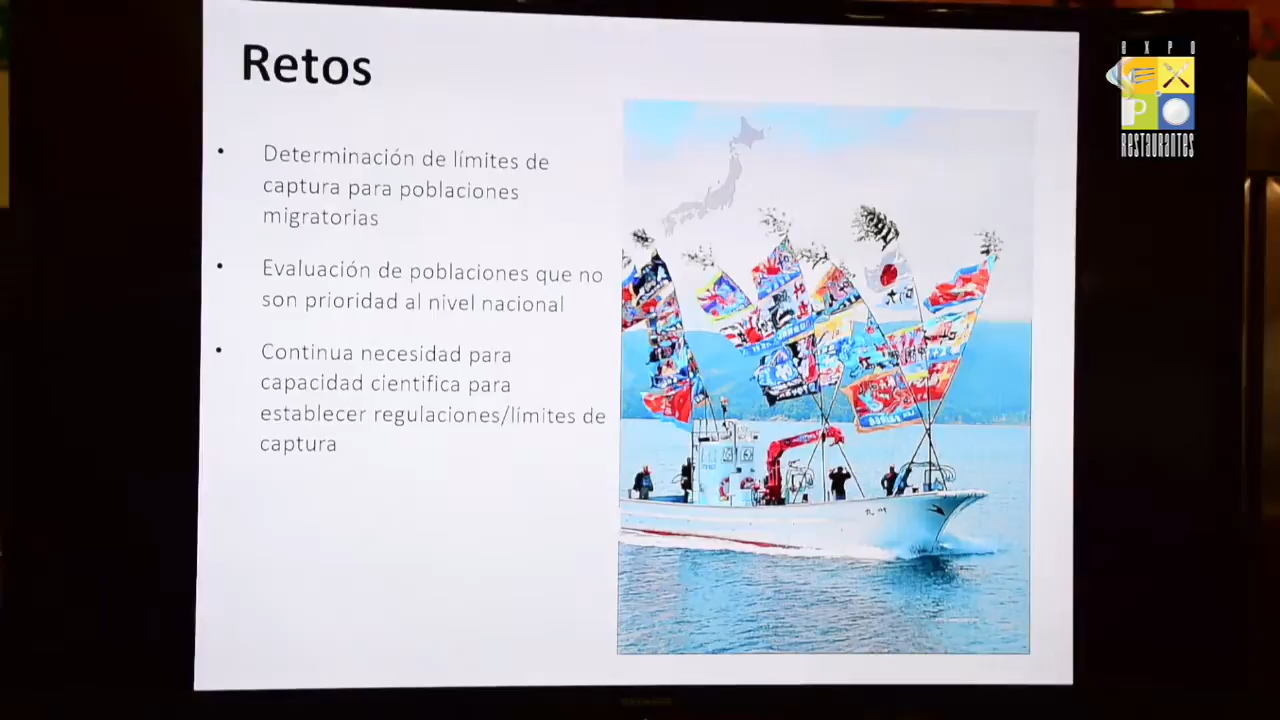 Retos
Determinación de límites de
captura para poblaciones
migratorias
Evaluación de poblaciones que no
son prioridad al nivel nacional
Continua necesidad para
capacidad cientifica para
establecer regulaciones/límites de
captura
EXPO
PO
RESTAURANTES